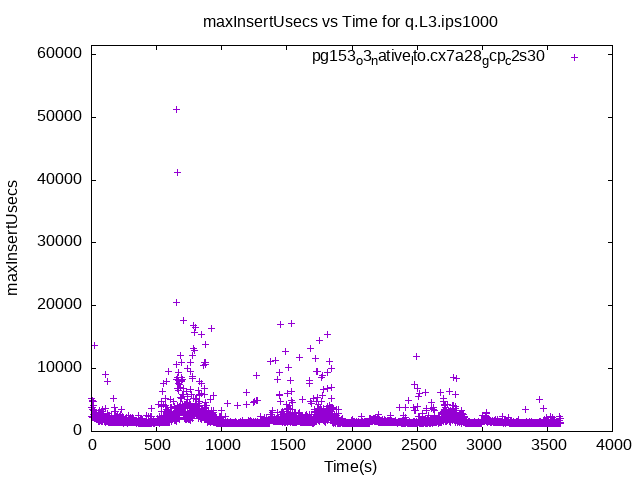 maxInsertUsecs vs Time for q.L3.ips1000
pg153o3native_lto.cx7a28gcpc2s30
60000
50000
40000
30000
20000
10000
0
maxInsertUsecs
0 500 1000 1500 2000 2500 3000 3500 4000
Time(s)